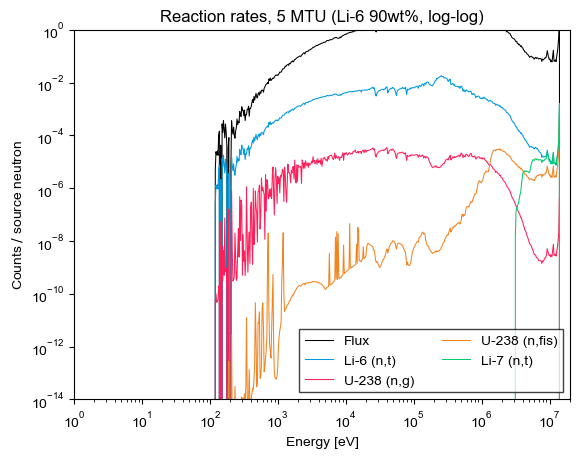 Reaction rates, 5 MTU (Li-6 90wt%, log-log)
Counts / source neutron
10^0
10^-2
10^-4
10^-6
10^-8
10^-10
10^-12
10^-14
10^0 10^1 10^2 10^3 10^4 10^5 10^6 10^7
Energy [eV]
Flux
Li-6 (n,t)
U-238 (n,g)
U-238 (n,fis)
Li-7 (n,t)